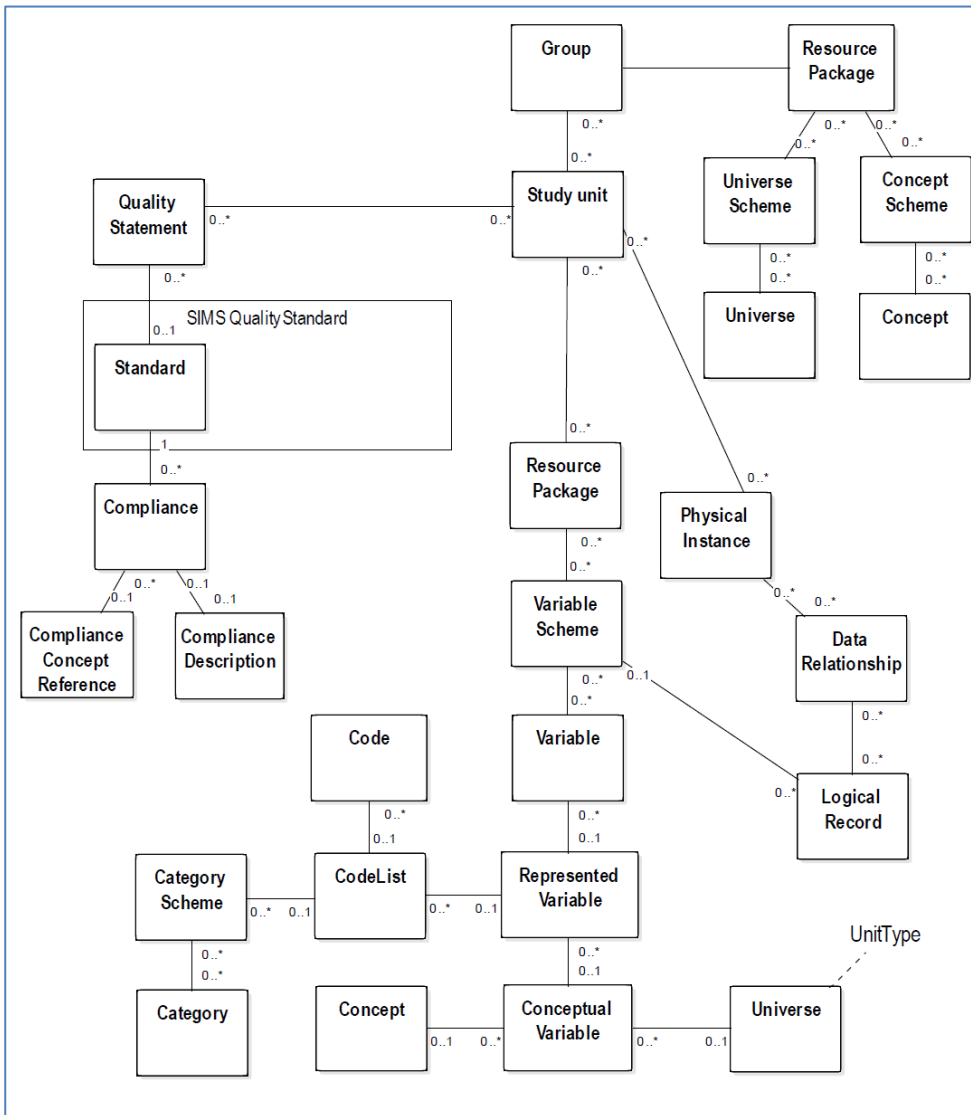 Group
Resource
Package
0..*
0..*
0..*
0..*
0..*
0..*
Quality
Statement
Study unit
Universe
Scheme
Concept
Scheme
0..*
0..*
0..*
0..*
0..*
0..*
0..*
0..*
0..*
SIMS Quality Standard
Universe
Concept
0..1
Standard
1
0..*
0..*
Resource
Package
0..*
Compliance
Physical
Instance
0..*
0..*
0..1
0..*
0..1
0..1
0..*
0..*
0..*
Compliance
Concept
Reference
Compliance
Description
Variable
Scheme
Data
Relationship
0..*
0..1
0..*
0..*
Code
Variable
0..*
0..*
Logical
Record
0..*
0..*
0..1
0..1
Category
Scheme
CodeList
Represented
Variable
0..*
0..1
0..*
0..1
UnitType
0..*
0..*
0..*
0..1
Category
Concept
Conceptual
Variable
Universe
0..1
0..*
0..*
0..1